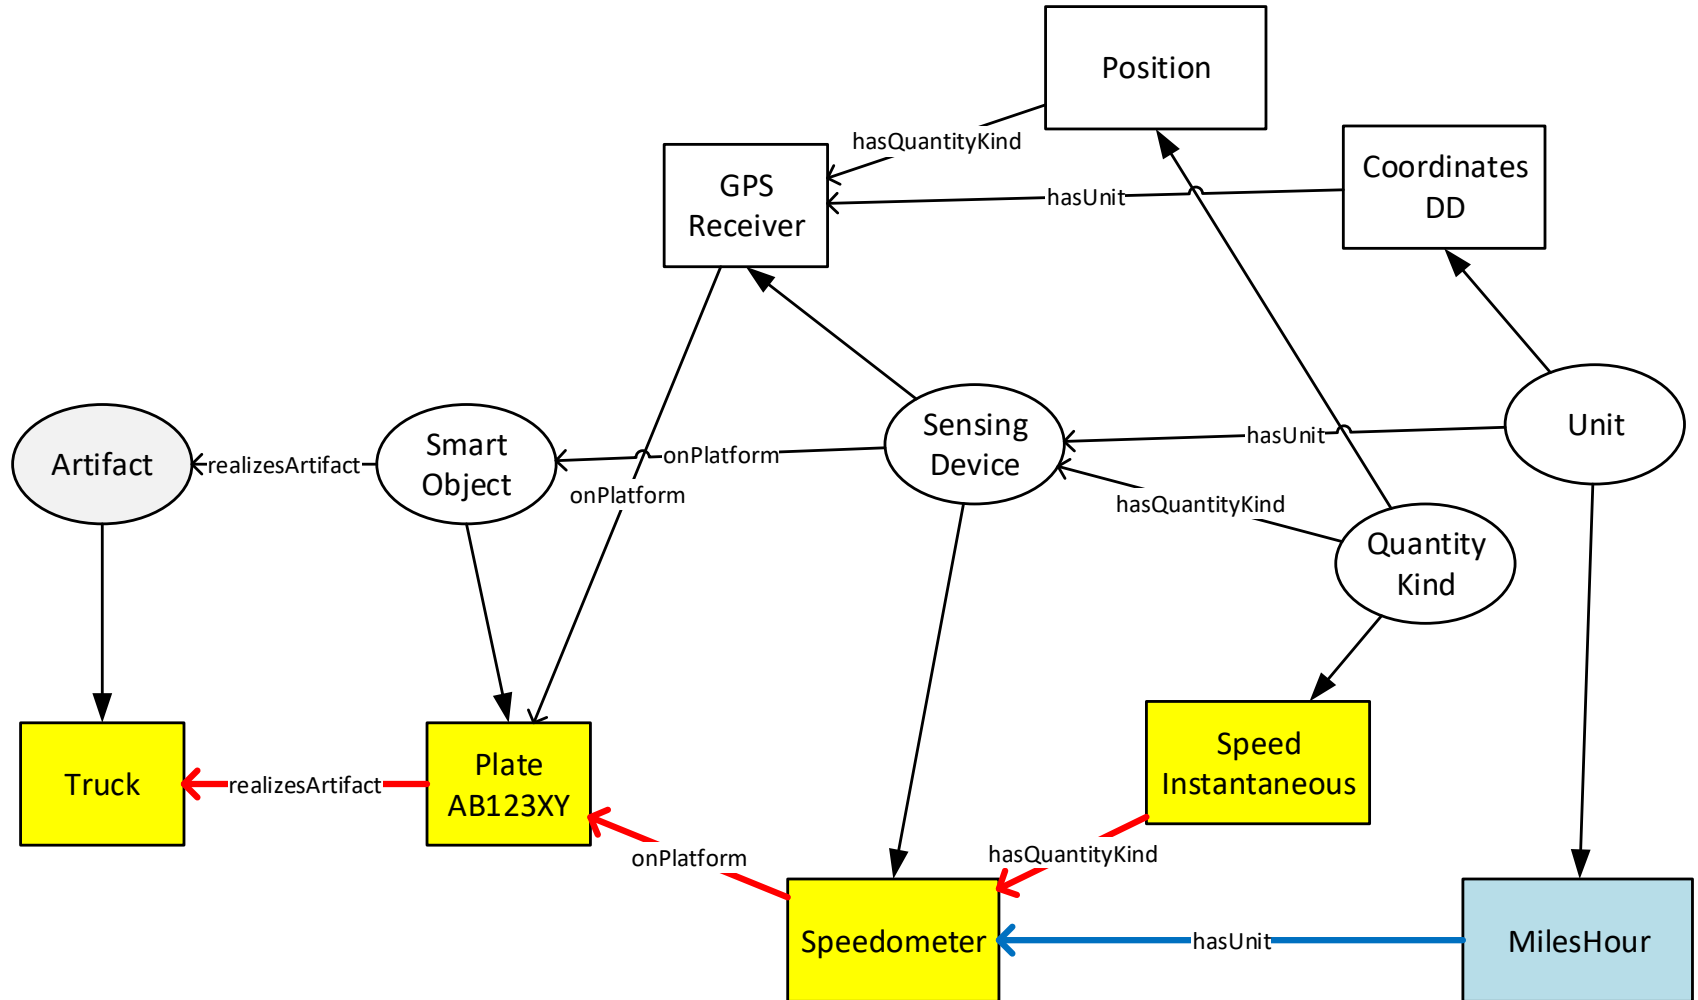 Position
hasQuantityKind
Coordinates
DD
GPS
Receiver
hasUnit
Sensing
Device
Unit
hasUnit
Artifact
realizesArtifact
Smart
Object
onPlatform
onPlatform
hasQuantityKind
Quantity
Kind
Speed
Instantaneous
Truck
realizesArtifact
Plate
AB123XY
onPlatform
hasQuantityKind
Speedometer
hasUnit
MilesHour